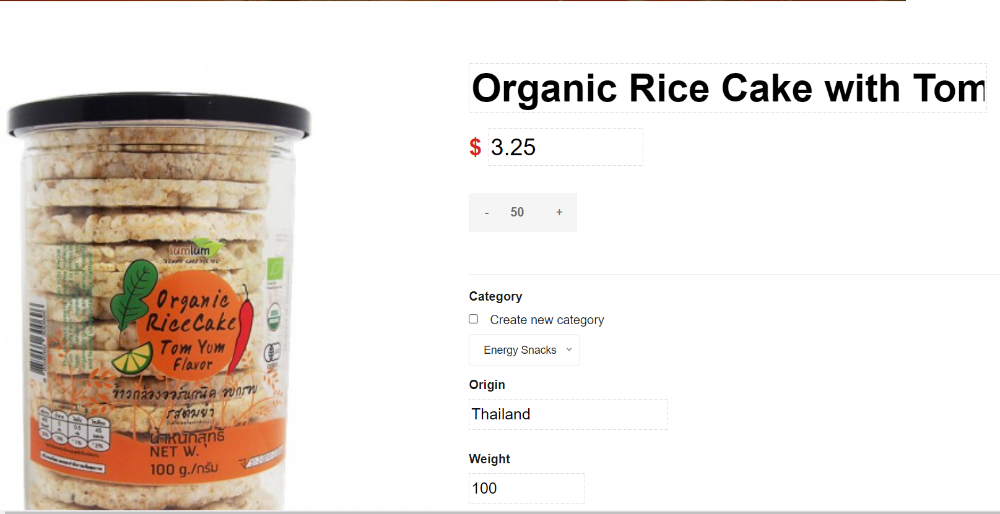 Organic Rice Cake with Tom
$ 3.25
- 50 +
Category
Create new category
Energy Snacks
Origin
Thailand
Weight
100
lumlum
Organic
RiceCake
Tom Yum
Flavor
ข้าวกล้องออร์แกนิค อบกรอบ
รสต้มยำ
น้ำหนักสุทธิ
NET W.
100 g./กรัม